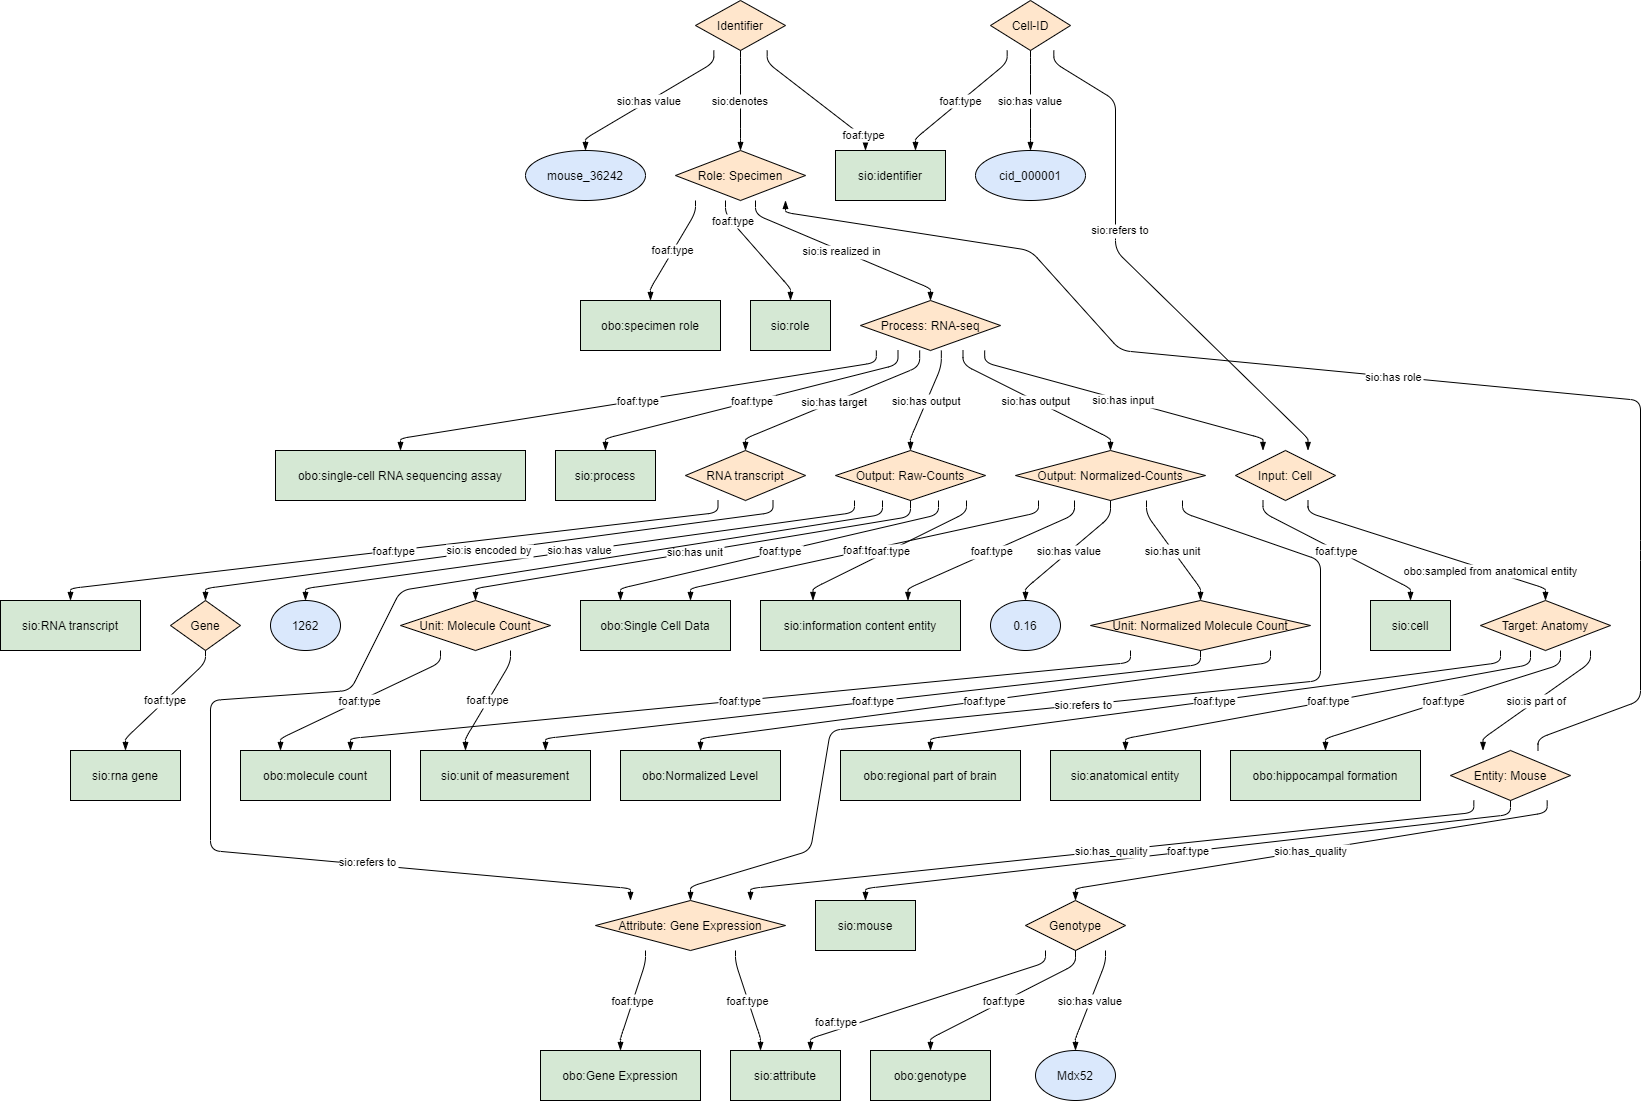 Identifier
Cell-ID
sio:has value
sio:denotes
foaf:type
sio:has value
foaf:type
mouse_36242
Role: Specimen
sio:identifier
cid_000001
foaf:type
sio:refers to
foaf:type
sio:is realized in
obo:specimen role
sio:role
Process: RNA-seq
sio:has role
foaf:type
foaf:type
sio:has target
sio:has output
sio:has output
sio:has input
obo:single-cell RNA sequencing assay
sio:process
RNA transcript
Output: Raw-Counts
Output: Normalized-Counts
Input: Cell
foaf:type
sio:is encoded by
sio:has value
sio:has unit
foaf:type
foaf:t
foaf:type
foaf:type
sio:has value
sio:has unit
foaf:type
obo:sampled from anatomical entity
sio:RNA transcript
Gene
1262
Unit: Molecule Count
obo:Single Cell Data
sio:information content entity
0.16
Unit: Normalized Molecule Count
sio:cell
Target: Anatomy
foaf:type
foaf:type
foaf:type
foaf:type
foaf:type
foaf:type
sio:refers to
foaf:type
foaf:type
foaf:type
sio:is part of
sio:rna gene
obo:molecule count
sio:unit of measurement
obo:Normalized Level
obo:regional part of brain
sio:anatomical entity
obo:hippocampal formation
Entity: Mouse
sio:refers to
sio:has_quality
foaf:type
sio:has_quality
Attribute: Gene Expression
sio:mouse
Genotype
foaf:type
foaf:type
foaf:type
foaf:type
sio:has value
obo:Gene Expression
sio:attribute
obo:genotype
Mdx52